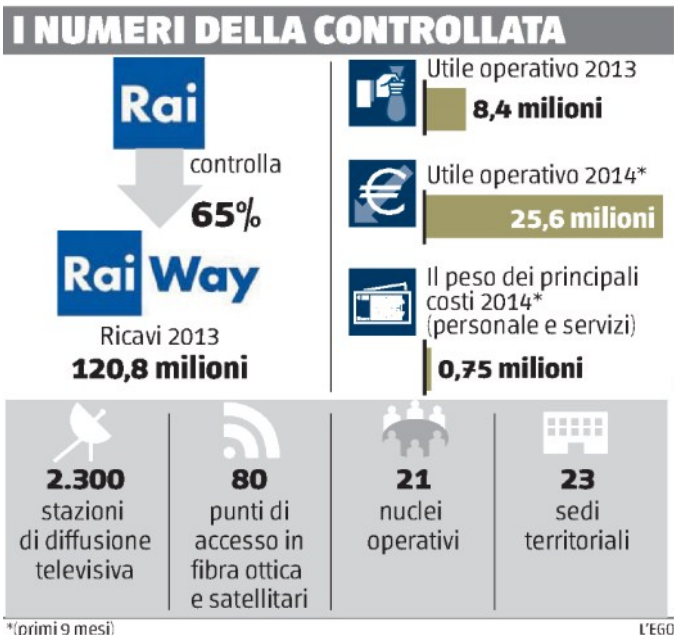 I NUMERI DELLA CONTROLLATA
Rai
controlla
65%
Rai Way
Ricavi 2013
120,8 milioni
Utile operativo 2013
8,4 milioni
€
Utile operativo 2014*
25,6 milioni
Il peso dei principali
costi 2014*
(personale e servizi)
0,75 milioni
2.300
stazioni
di diffusione
televisiva
80
punti di
accesso in
fibra ottica
e satellitari
21
nuclei
operativi
23
sedi
territoriali
*(primi 9 mesi)
L'EGO